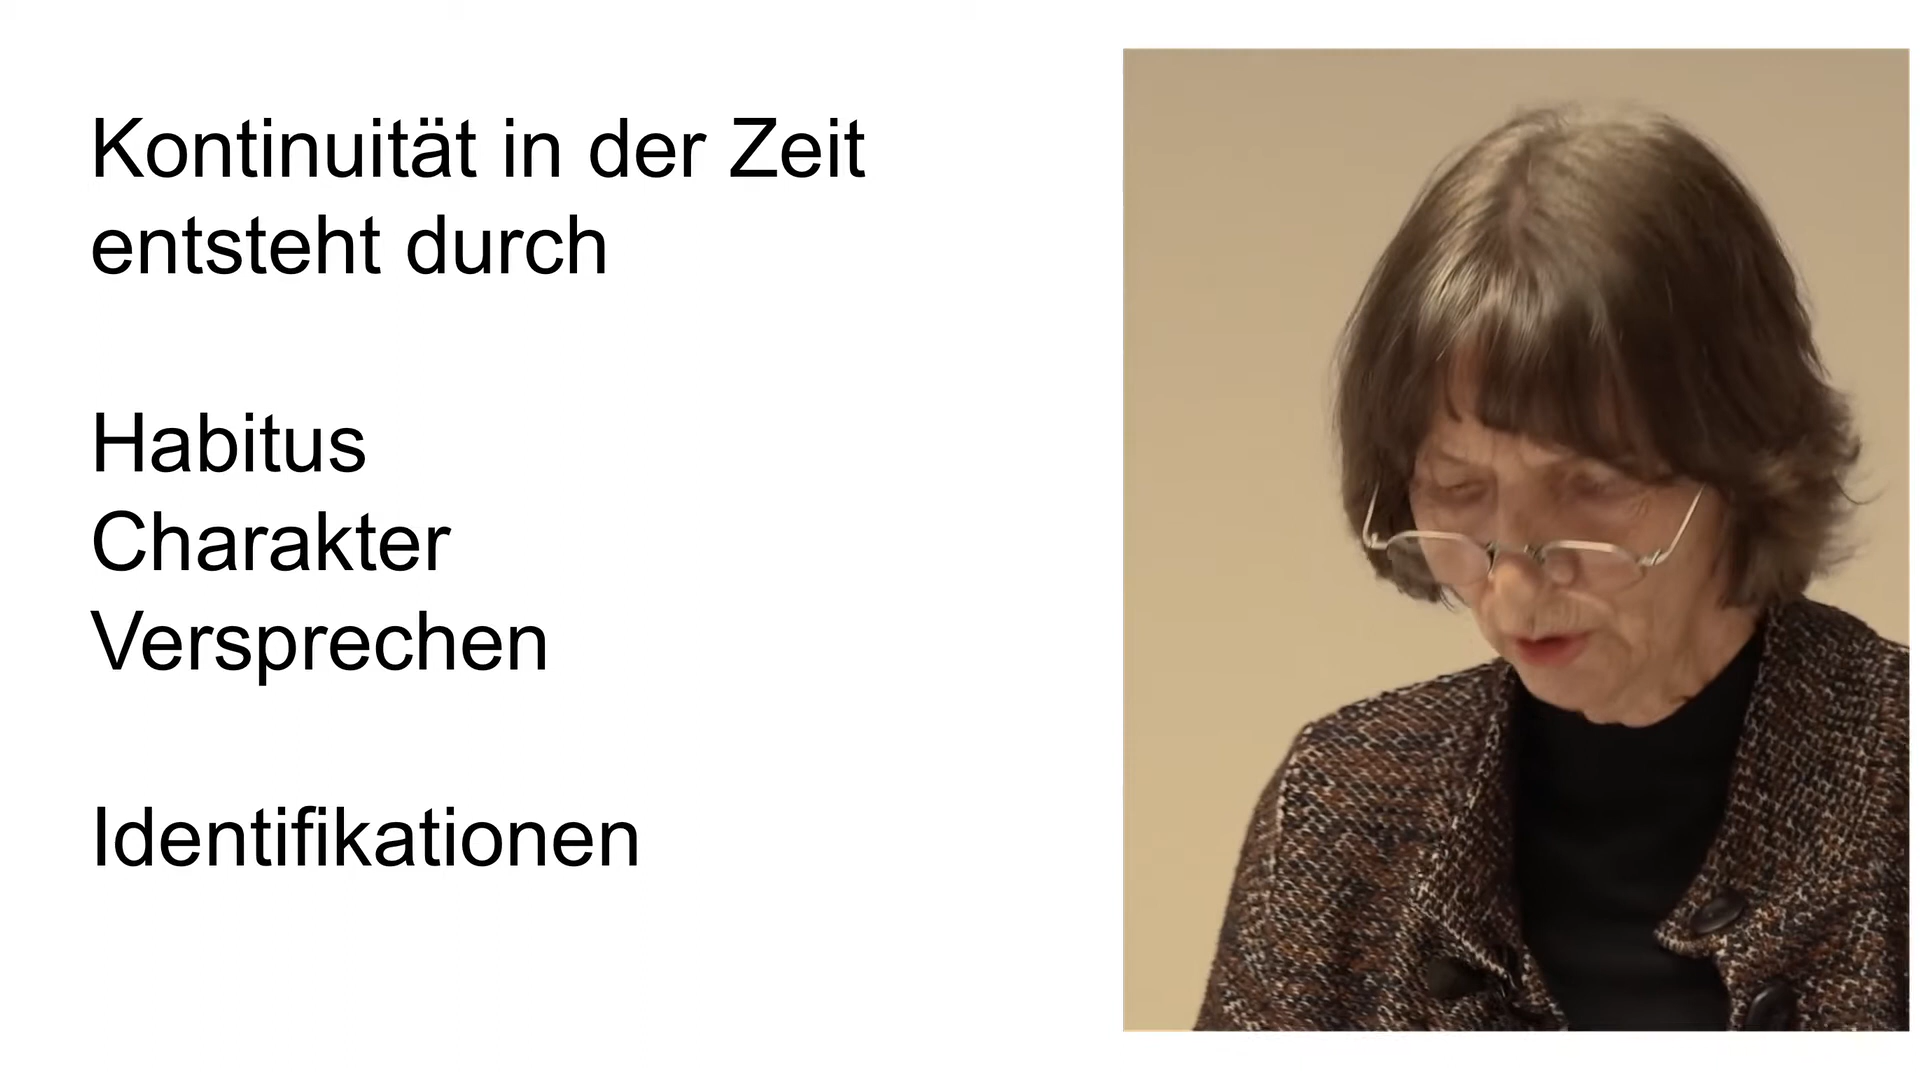 Kontinuität in der Zeit
entsteht durch
Habitus
Charakter
Versprechen
Identifikationen